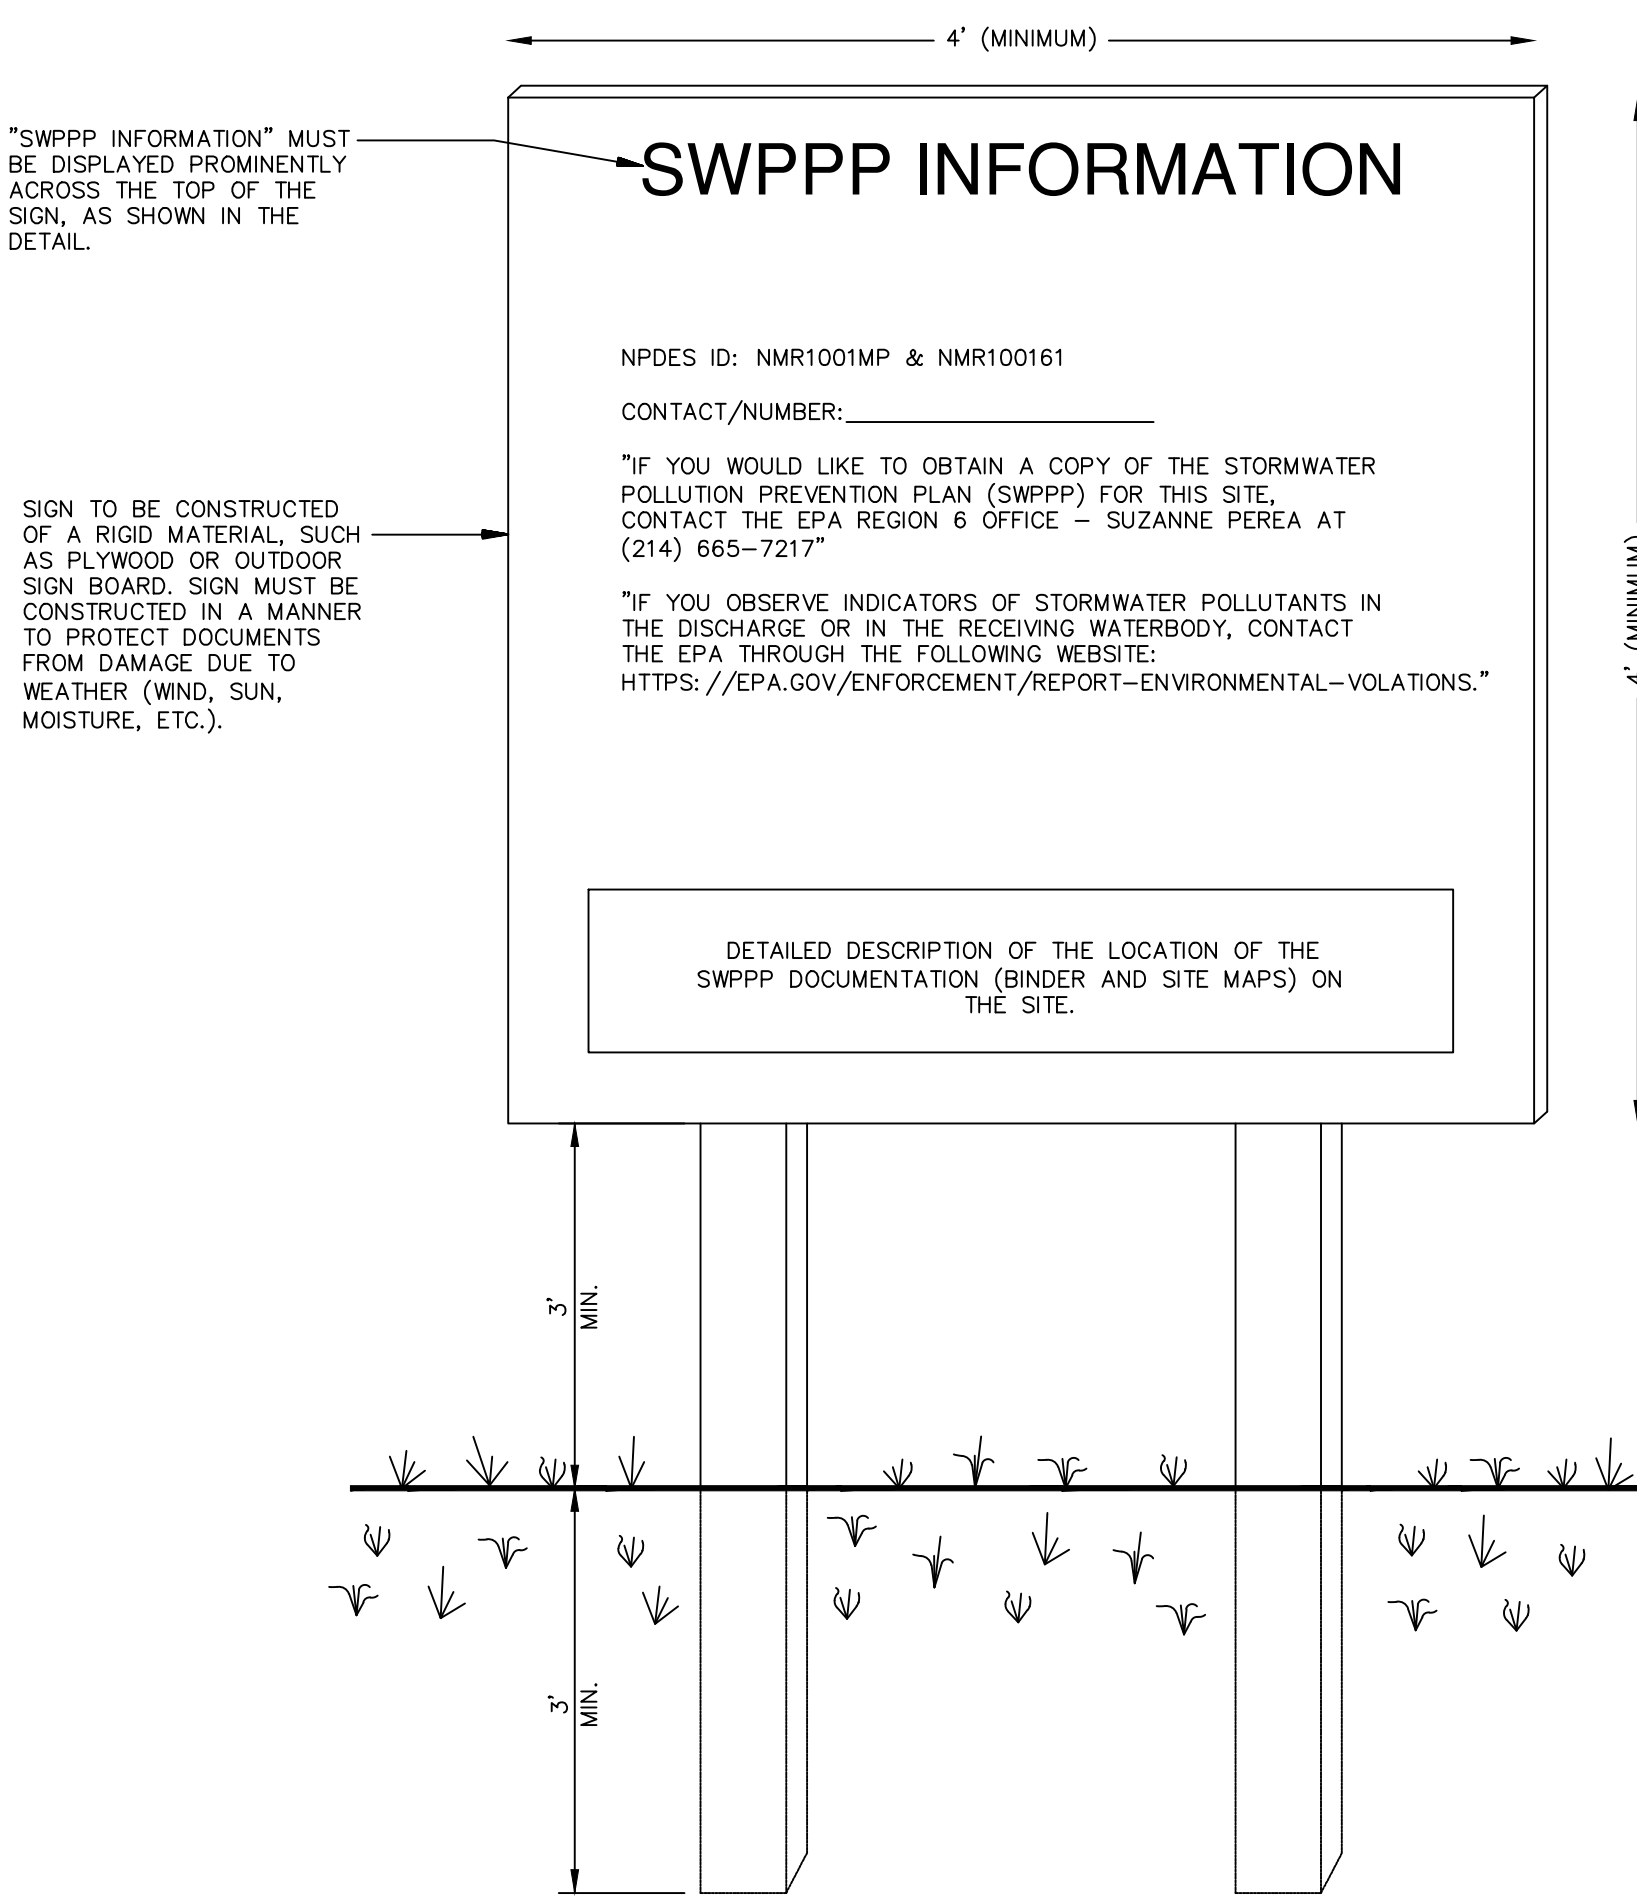 4' (MINIMUM)
"SWPPP INFORMATION" MUST
BE DISPLAYED PROMINENTLY
ACROSS THE TOP OF THE
SIGN, AS SHOWN IN THE
DETAIL.
SWPPP INFORMATION
NPDES ID: NMR1001MP & NMR100161
CONTACT/NUMBER:
"IF YOU WOULD LIKE TO OBTAIN A COPY OF THE STORMWATER
POLLUTION PREVENTION PLAN (SWPPP) FOR THIS SITE,
CONTACT THE EPA REGION 6 OFFICE – SUZANNE PEREA AT
(214) 665–7217"
"IF YOU OBSERVE INDICATORS OF STORMWATER POLLUTANTS IN
THE DISCHARGE OR IN THE RECEIVING WATERBODY, CONTACT
THE EPA THROUGH THE FOLLOWING WEBSITE:
HTTPS://EPA.GOV/ENFORCEMENT/REPORT–ENVIRONMENTAL–VOLATIONS."
SIGN TO BE CONSTRUCTED
OF A RIGID MATERIAL, SUCH
AS PLYWOOD OR OUTDOOR
SIGN BOARD. SIGN MUST BE
CONSTRUCTED IN A MANNER
TO PROTECT DOCUMENTS
FROM DAMAGE DUE TO
WEATHER (WIND, SUN,
MOISTURE, ETC.).
4' (MINIMUM)
DETAILED DESCRIPTION OF THE LOCATION OF THE
SWPPP DOCUMENTATION (BINDER AND SITE MAPS) ON
THE SITE.
3'
MIN.
3'
MIN.